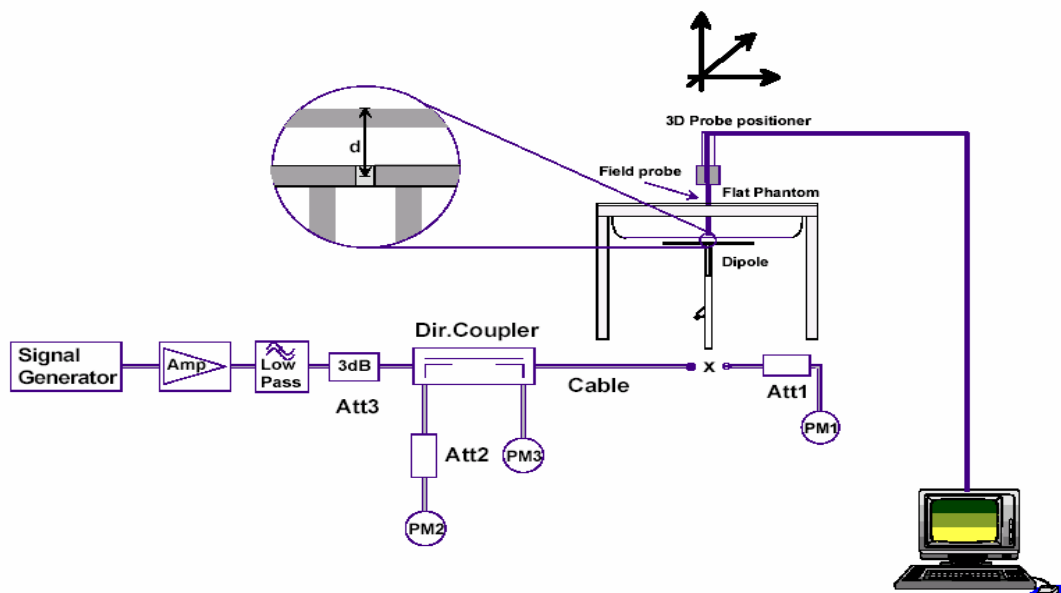 3D Probe positioner
d
Field probe
Flat Phantom
Dipole
Dir.Coupler
Signal
Generator
Amp
Low
Pass
3dB
Att3
Cable
x
Att1
PM1
Att2
PM3
PM2